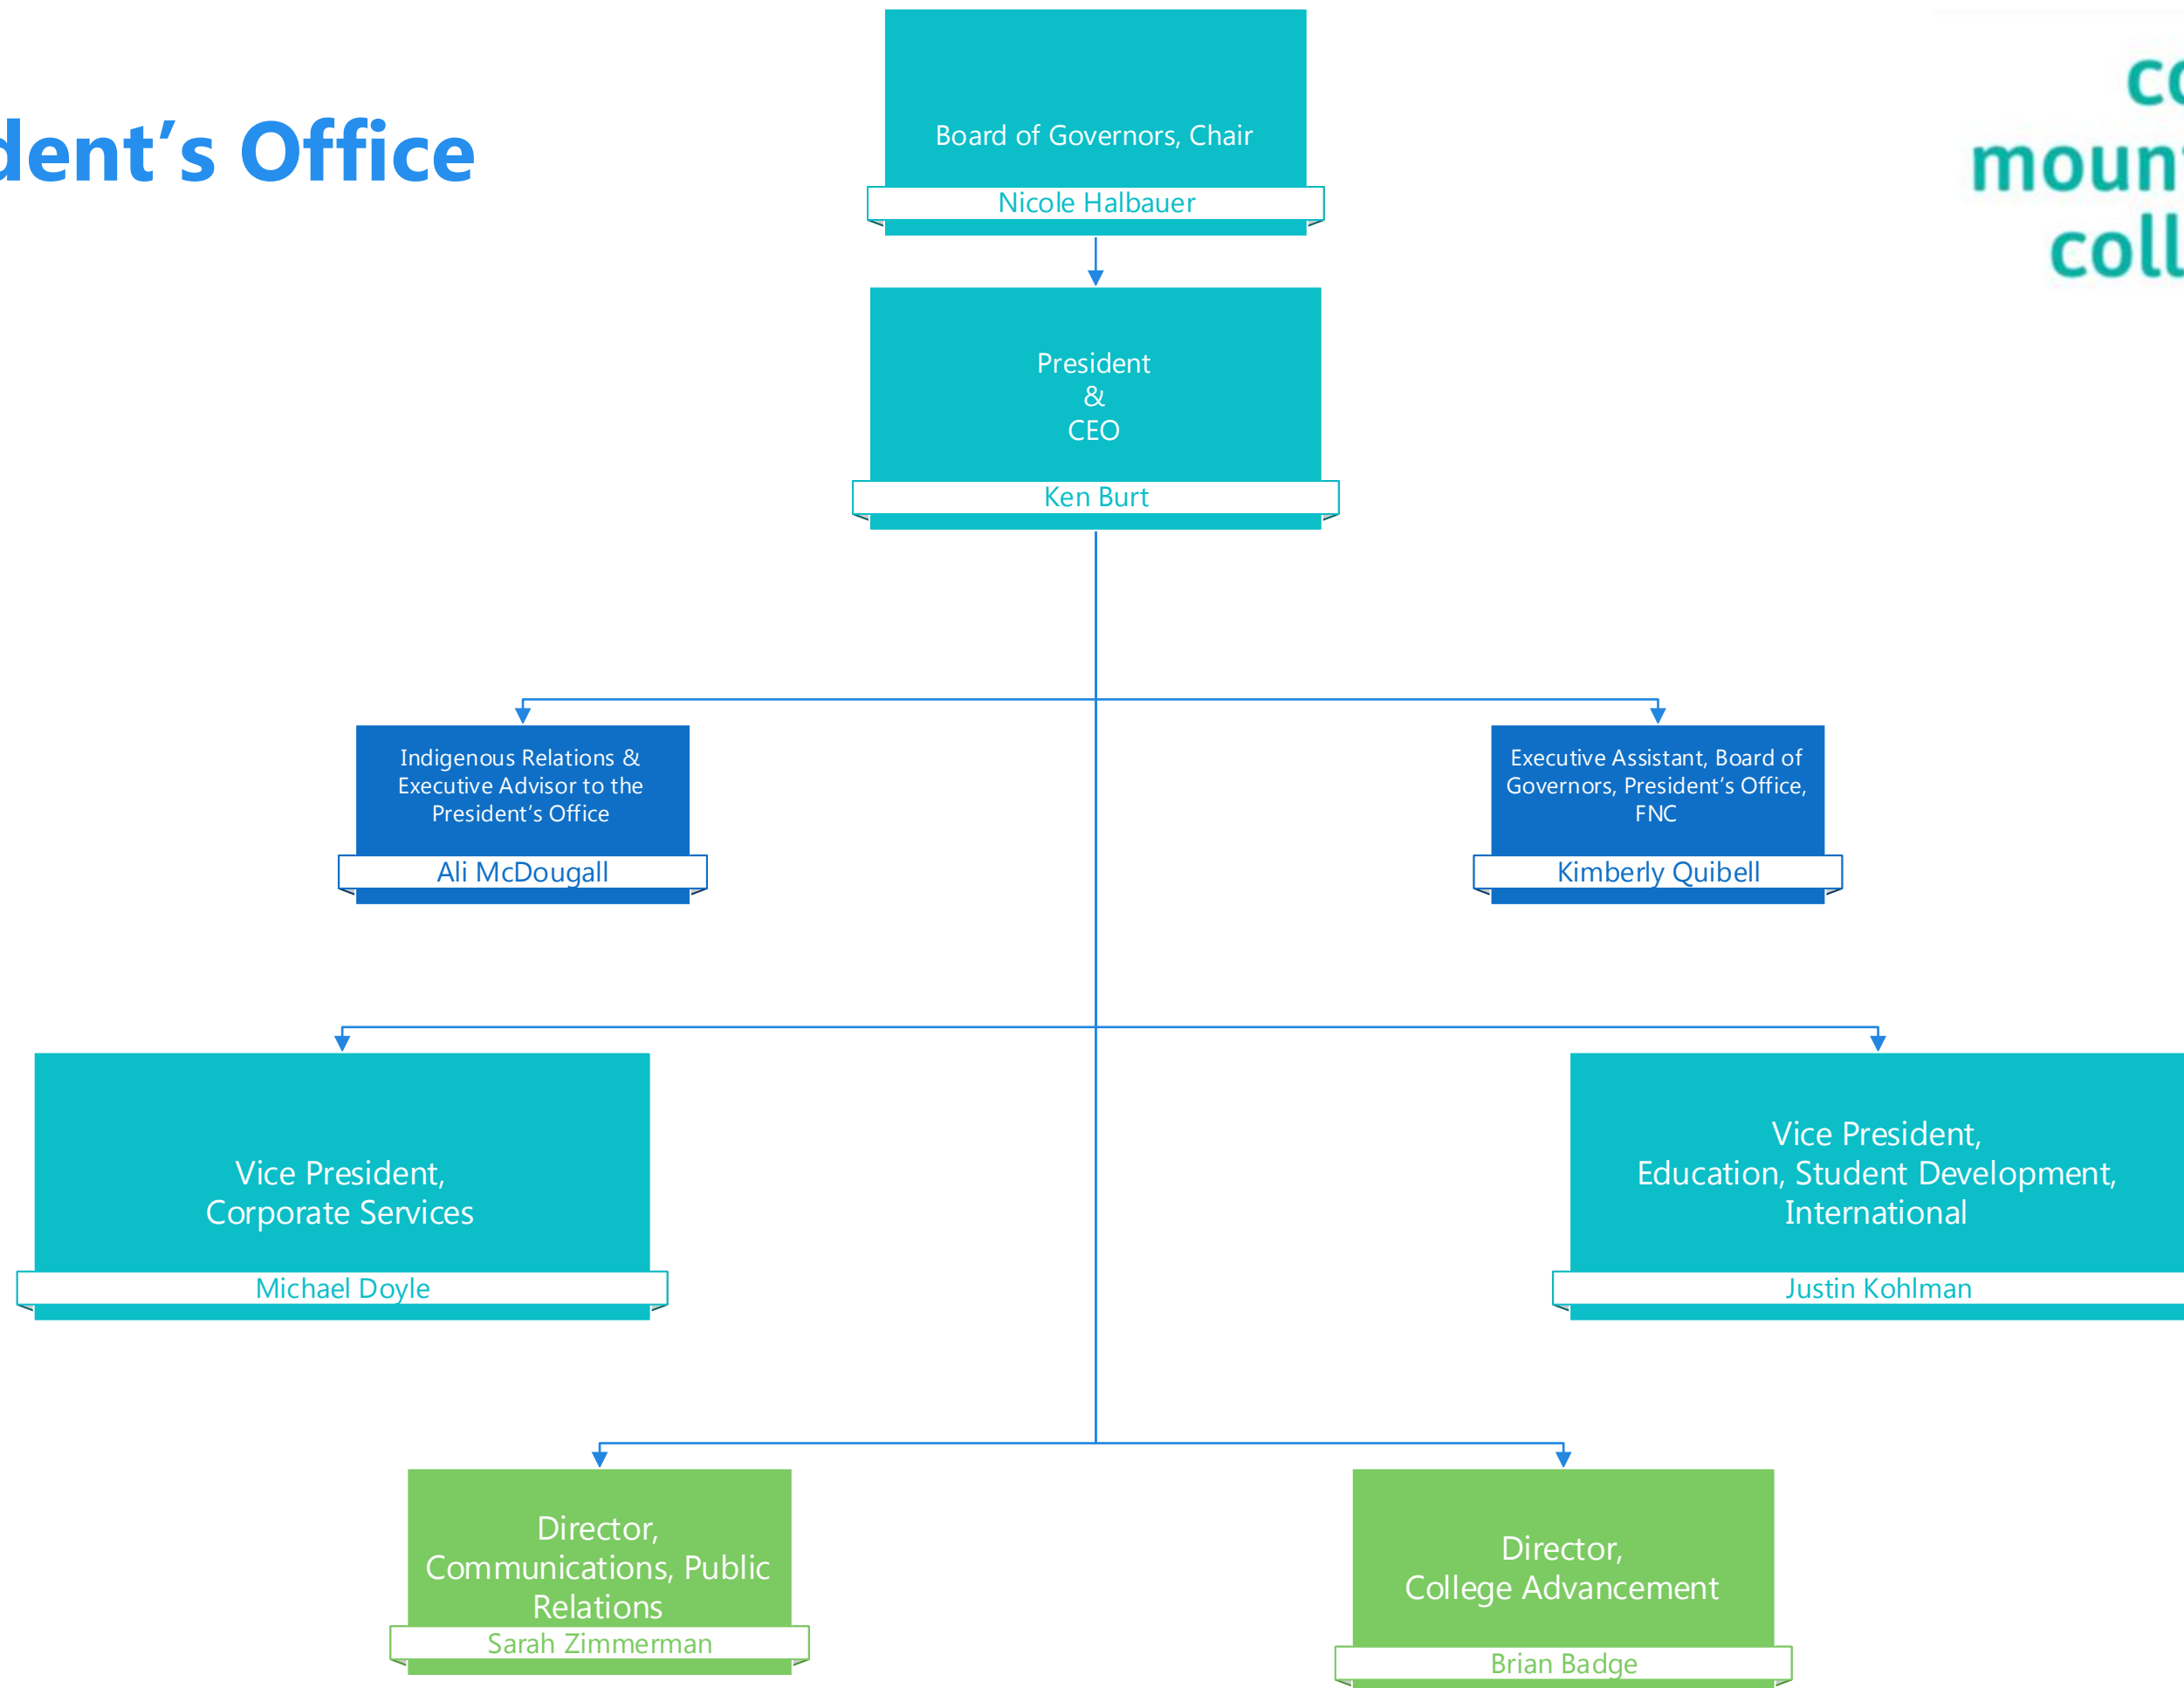 dent's Office
co
mount
coll
Board of Governors, Chair
Nicole Halbauer
President
&
CEO
Ken Burt
Indigenous Relations &
Executive Advisor to the
President's Office
Ali McDougall
Executive Assistant, Board of
Governors, President's Office,
FNC
Kimberly Quibell
Vice President,
Corporate Services
Michael Doyle
Vice President,
Education, Student Development,
International
Justin Kohlman
Director,
Communications, Public
Relations
Sarah Zimmerman
Director,
College Advancement
Brian Badge